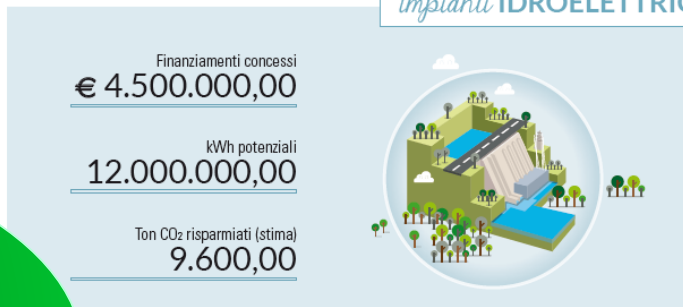 impianti IDROELETTRIC
Finanziamenti concessi
€ 4.500.000,00
kWh potenziali
12.000.000,00
Ton CO₂ risparmiati (stima)
9.600,00